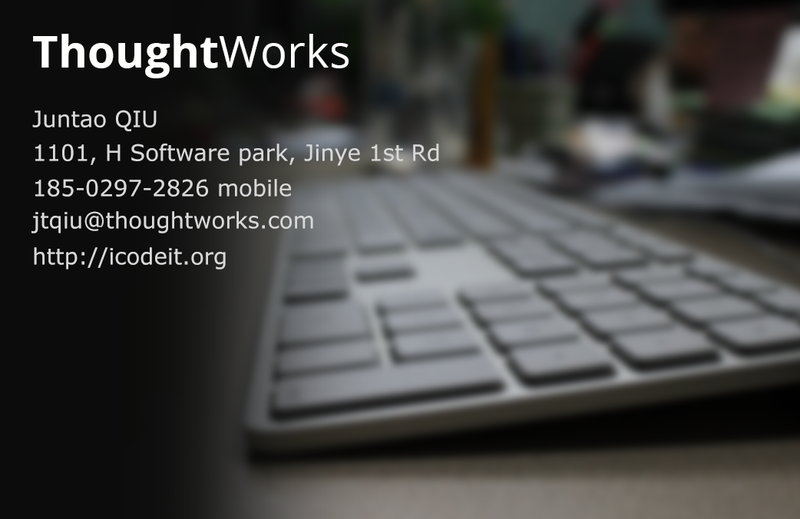 ThoughtWorks
Juntao QIU
1101, H Software park, Jinye 1st Rd
185-0297-2826 mobile
jtqiu@thoughtworks.com
http://icodeit.org